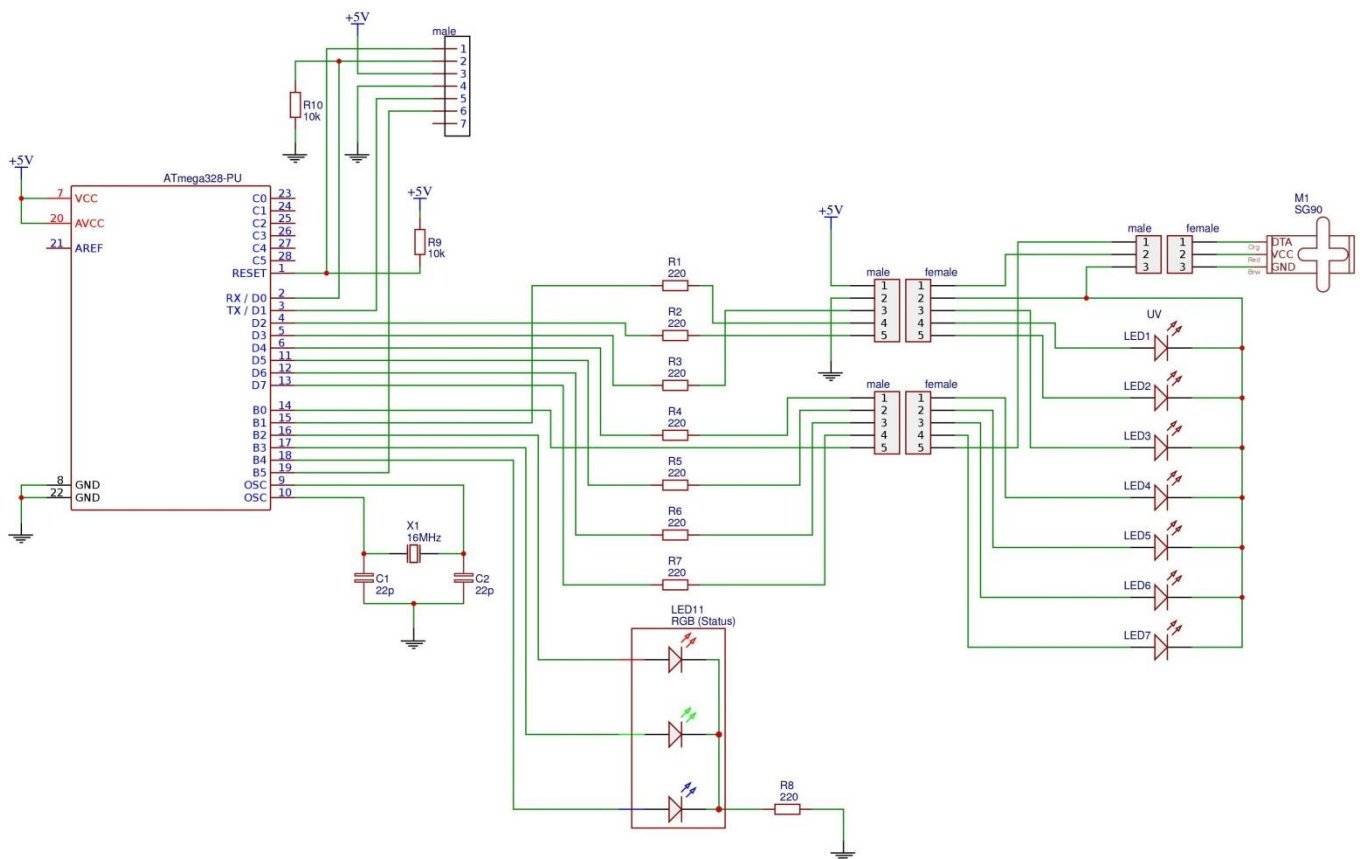 +5V
male
1
2
3
4
5
6
7
R10
10k
+5V
ATmega328-PU
+5V
R9
10k
7 VCC
20 AVCC
21 AREF
8 GND
22 GND
C0 23
C1 24
C2 25
C3 26
C4 27
C5 28
RESET 1
RX / D0 2
TX / D1 3
D2 4
D3 5
D4 6
D5 11
D6 12
D7 13
B0 14
B1 15
B2 16
B3 17
B4 18
B5 19
OSC 9
OSC 10
X1
16MHz
C1
22p
C2
22p
R1
220
R2
220
R3
220
R4
220
R5
220
R6
220
R7
220
LED11
RGB (Status)
R8
220
+5V
male female
1 1
2 2
3 3
4 4
5 5
male female
1 1
2 2
3 3
4 4
5 5
male female
1 1
2 2
3 3
M1
SG90
Org DTA
Red VCC
Brw GND
UV
LED1
LED2
LED3
LED4
LED5
LED6
LED7